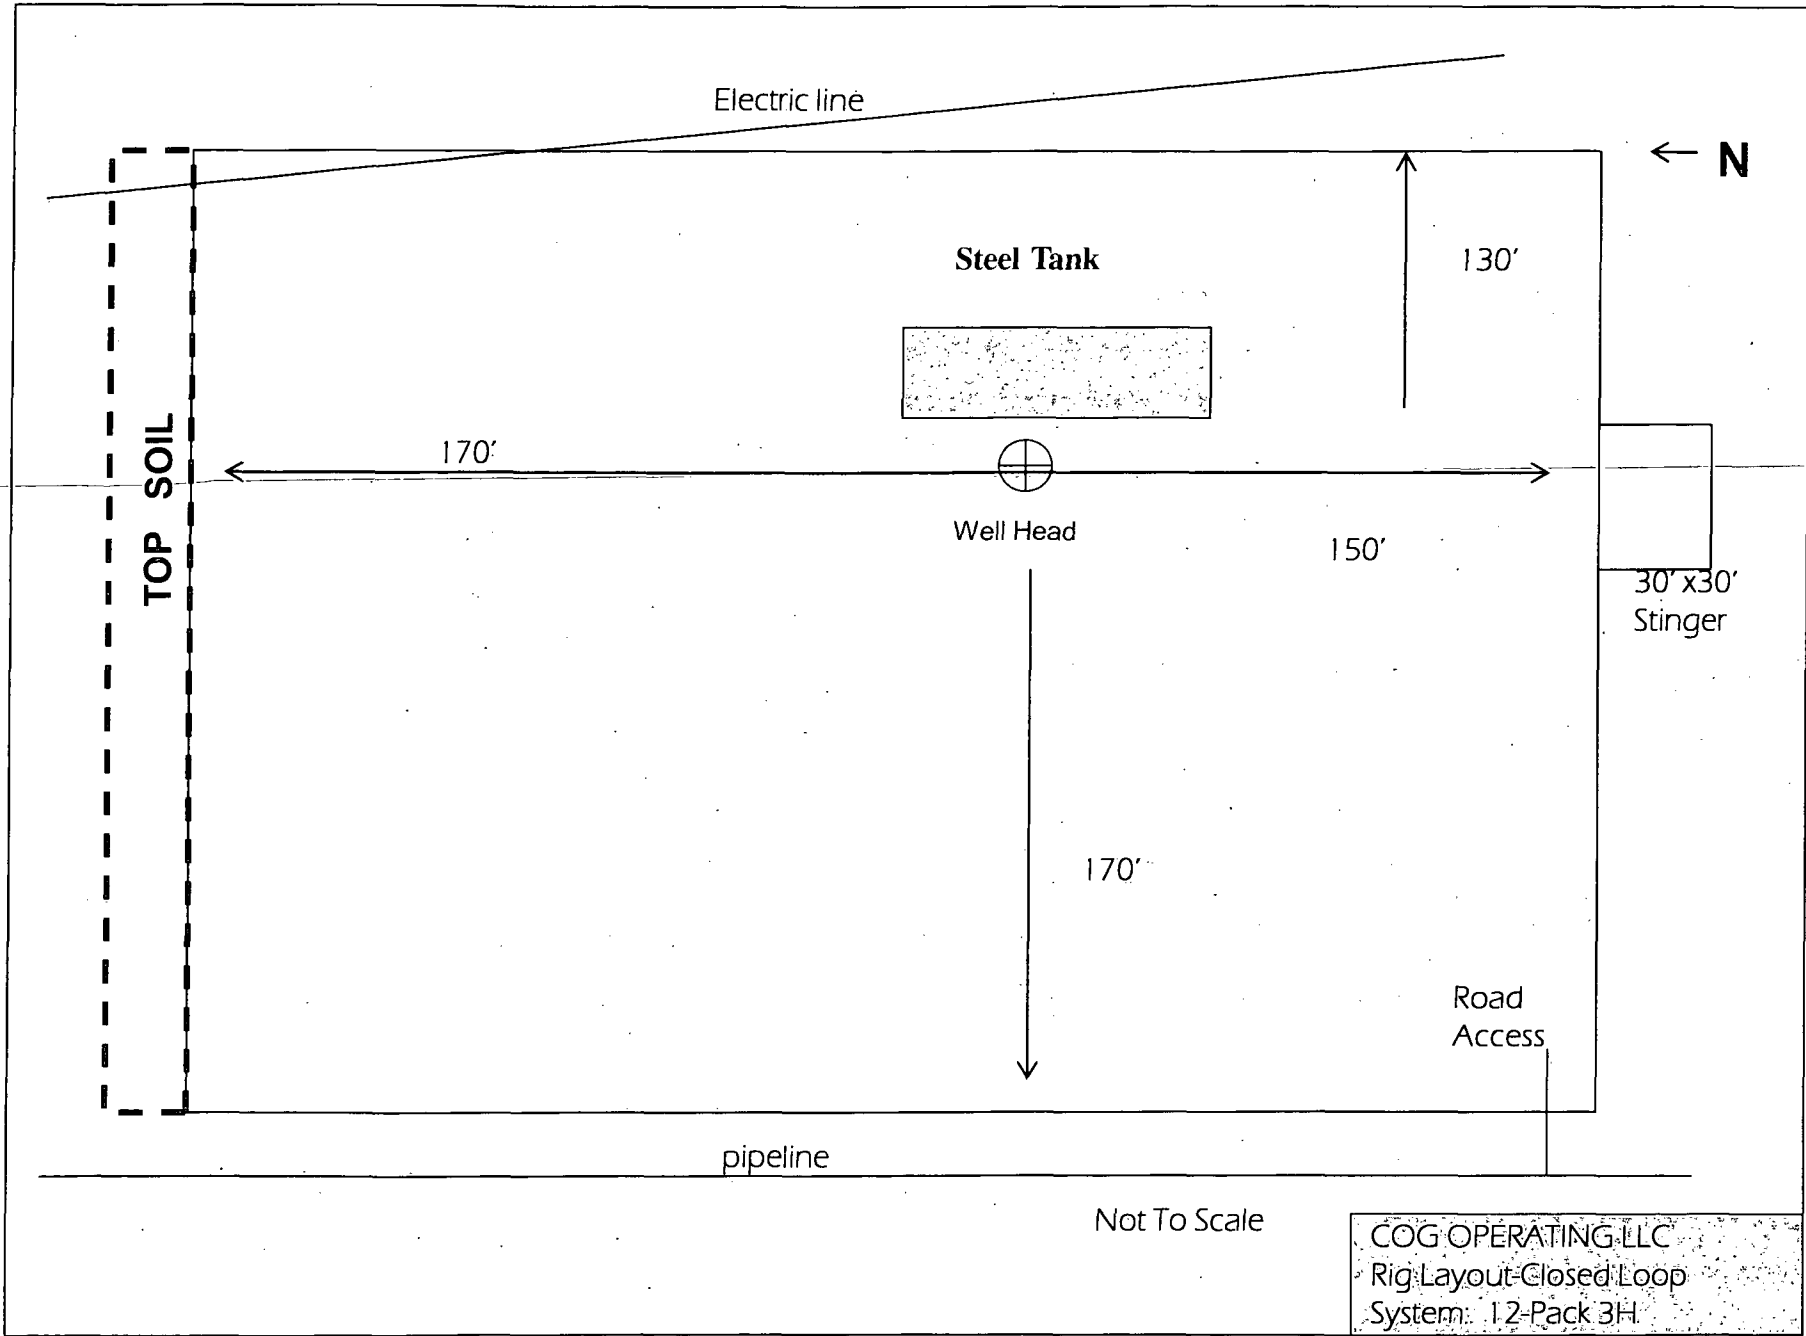 Electric line
N
Steel Tank
130'
TOP SOIL
170'
Well Head
150'
30' x30'
Stinger
170'
Road
Access
pipeline
Not To Scale
COG OPERATING LLC
Rig Layout-Closed Loop
System: 12-Pack 3H